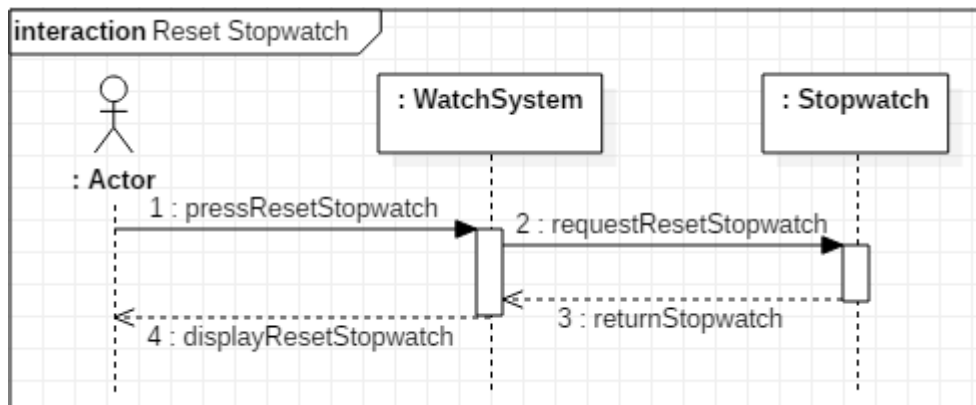 interaction Reset Stopwatch
: WatchSystem
: Stopwatch
: Actor
1 : pressResetStopwatch
2 : requestResetStopwatch
3 : returnStopwatch
4 : displayResetStopwatch